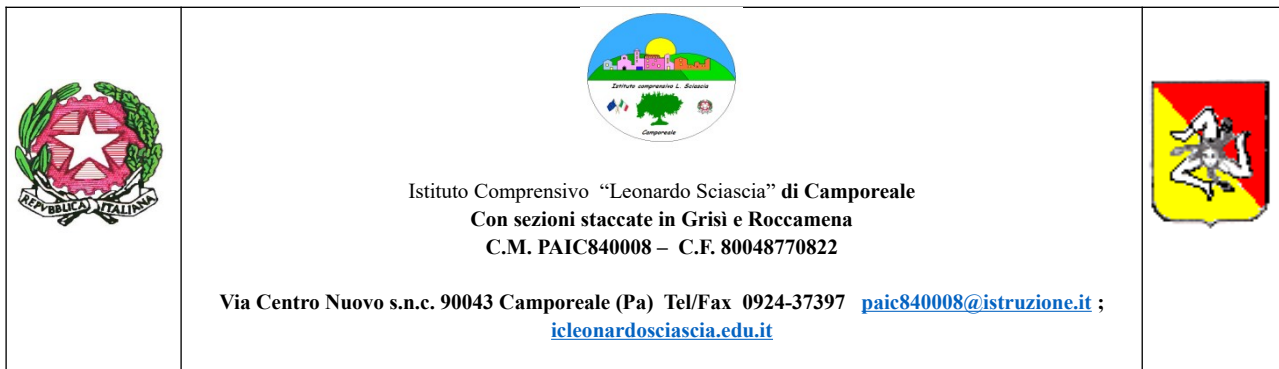 REPVBBLICA ITALIANA
Istituto comprensivo L. Sciascia
Camporeale
Istituto Comprensivo “Leonardo Sciascia” di Camporeale
Con sezioni staccate in Grisì e Roccamena
C.M. PAIC840008 – C.F. 80048770822
Via Centro Nuovo s.n.c. 90043 Camporeale (Pa) Tel/Fax 0924-37397 paic840008@istruzione.it ;
icleonardosciascia.edu.it